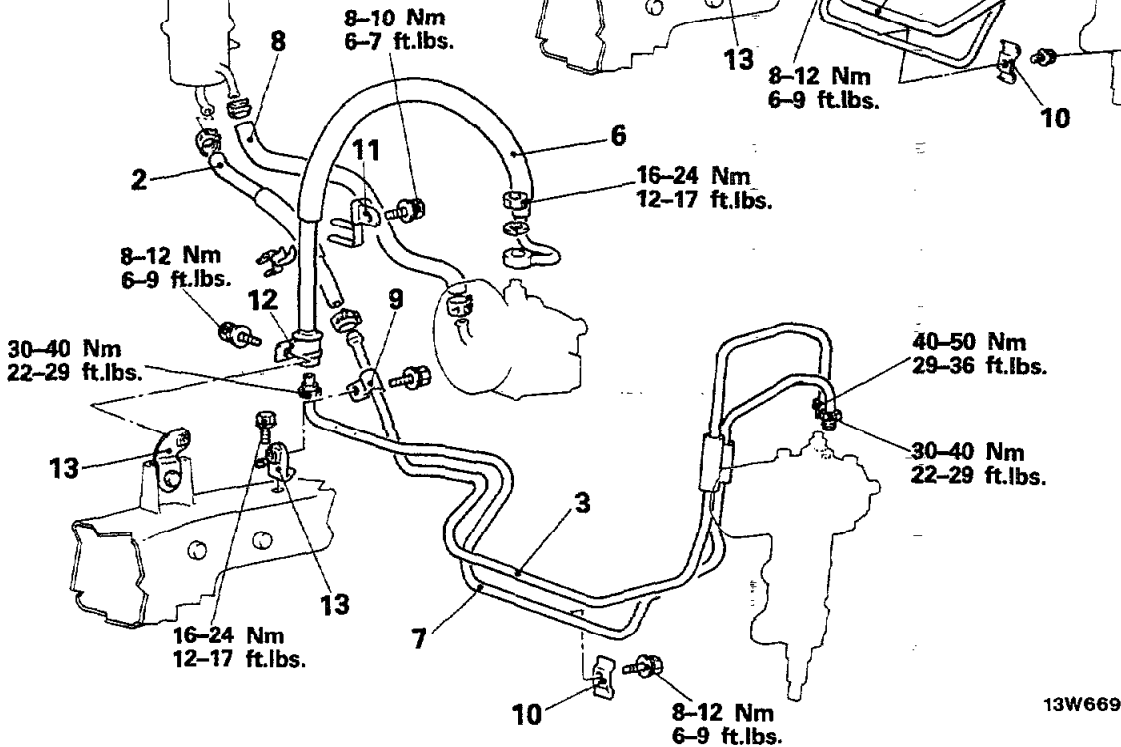 8–10 Nm
6–7 ft.lbs.
8
13
8–12 Nm
6–9 ft.lbs.
10
6
11
2
16–24 Nm
12–17 ft.lbs.
8–12 Nm
6–9 ft.lbs.
12
9
30–40 Nm
22–29 ft.lbs.
40–50 Nm
29–36 ft.lbs.
13
30–40 Nm
22–29 ft.lbs.
3
13
7
16–24 Nm
12–17 ft.lbs.
10
8–12 Nm
6–9 ft.lbs.
13W669